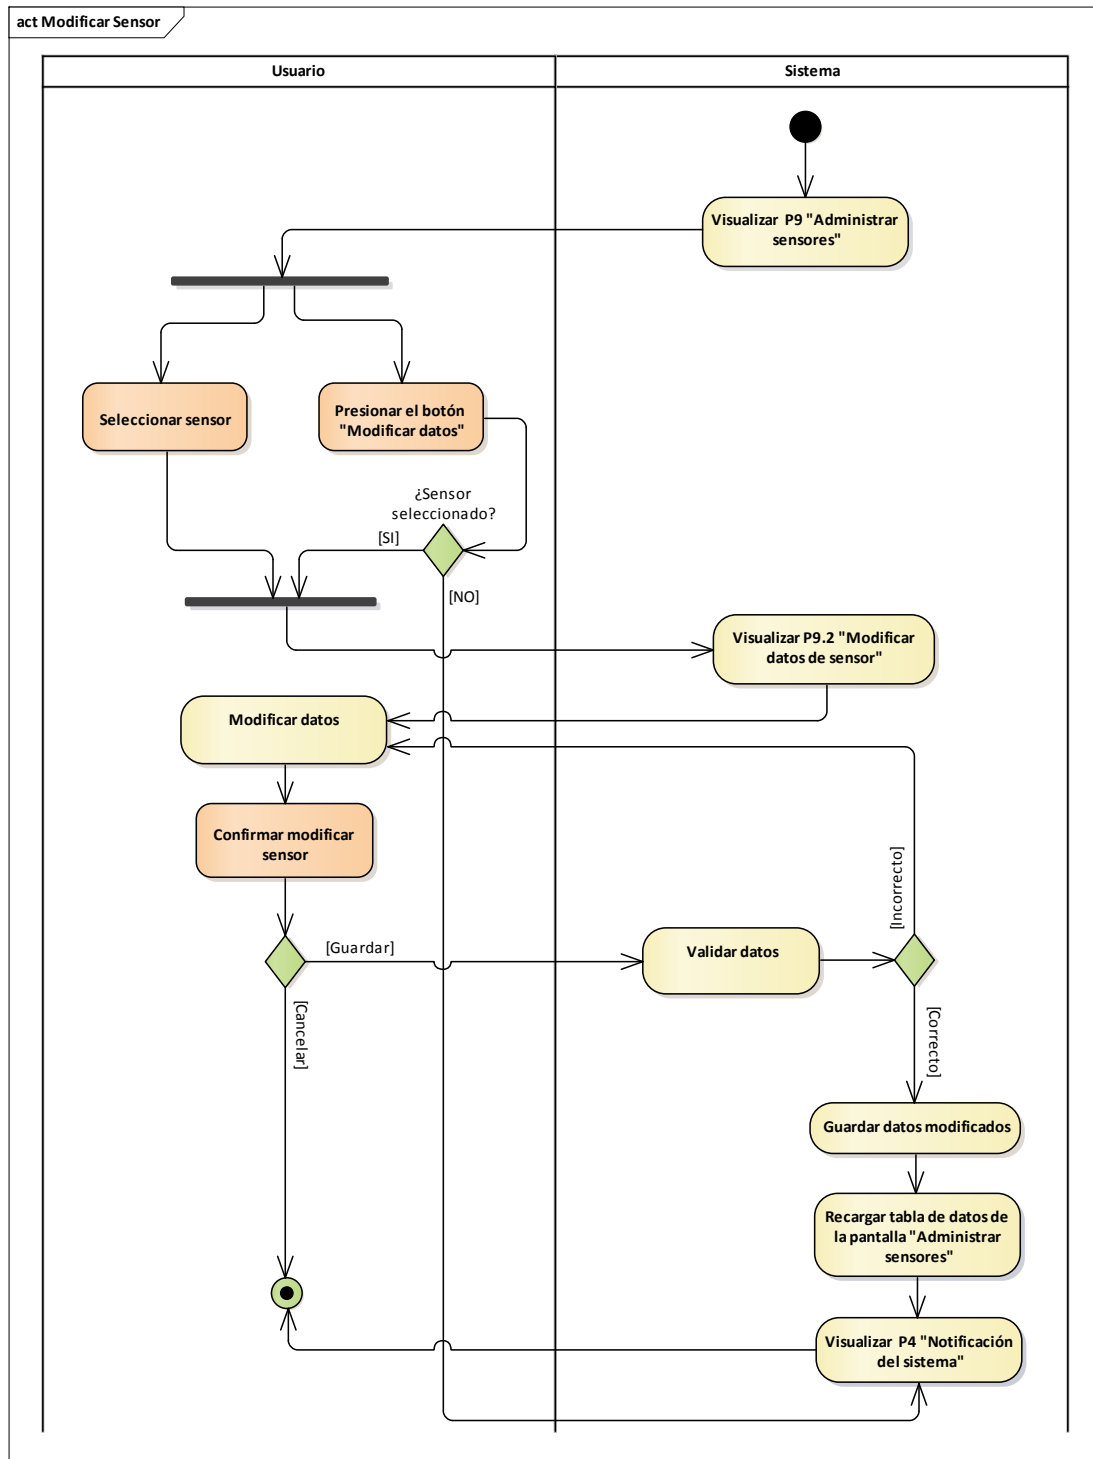 act Modificar Sensor
Usuario
Sistema
Visualizar P9 "Administrar
sensores"
Seleccionar sensor
Presionar el botón
"Modificar datos"
¿Sensor
seleccionado?
[SI]
[NO]
Visualizar P9.2 "Modificar
datos de sensor"
Modificar datos
Confirmar modificar
sensor
[Incorrecto]
[Guardar]
Validar datos
[Cancelar]
[Correcto]
Guardar datos modificados
Recargar tabla de datos de
la pantalla "Administrar
sensores"
Visualizar P4 "Notificación
del sistema"